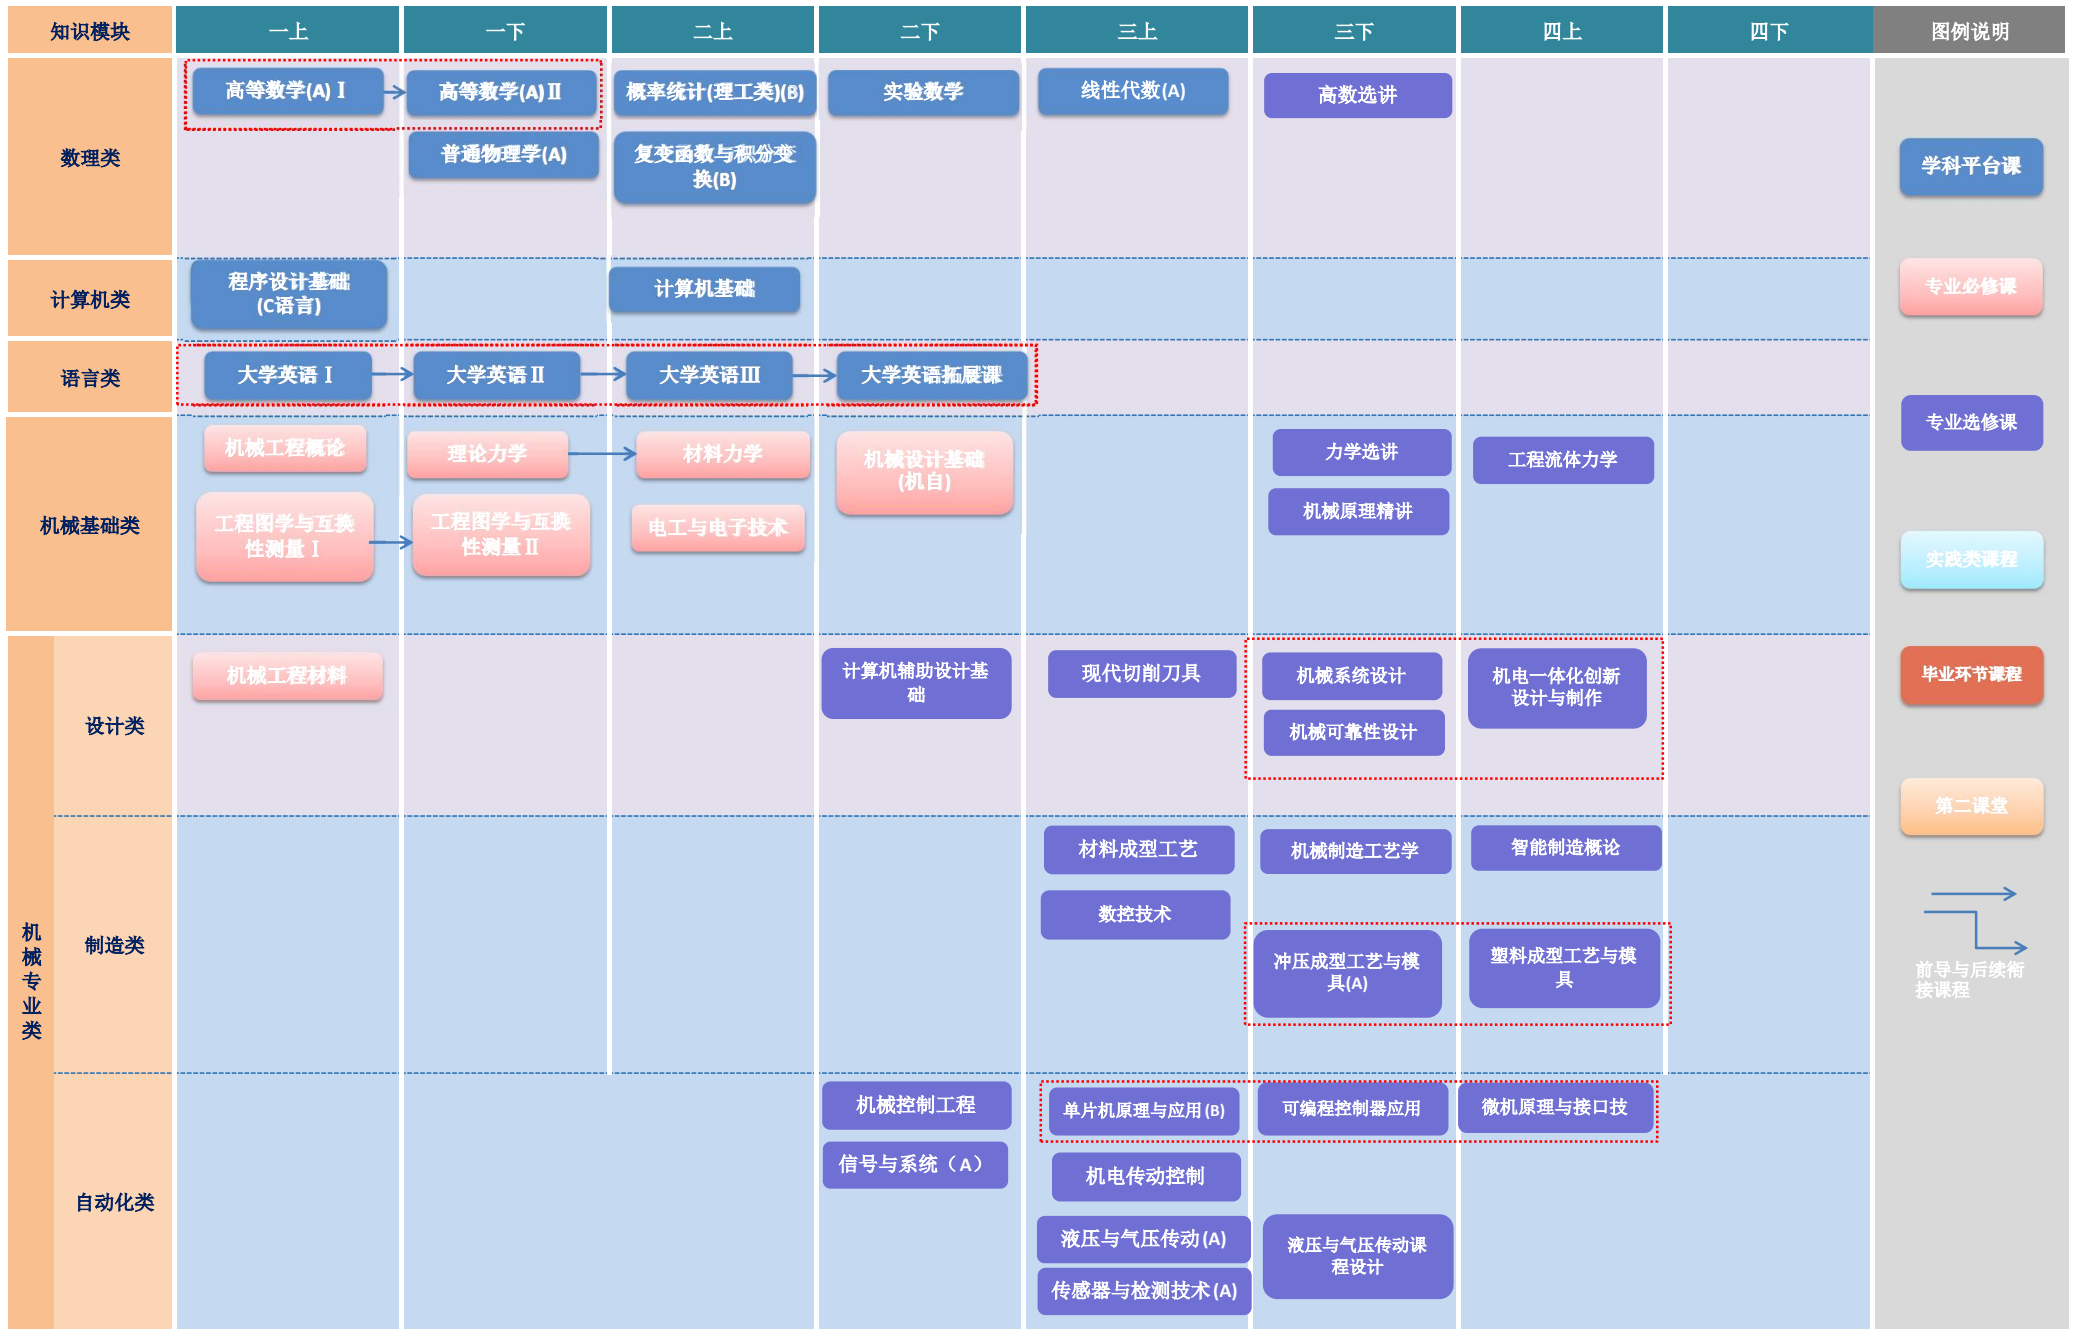 知识模块
一上
一下
二上
二下
三上
三下
四上
四下
图例说明
数理类
高等数学(A) I
高等数学(A) II
概率统计(理工类)(B)
实验数学
线性代数(A)
高数选讲
普通物理学(A)
复变函数与积分变
换(B)
计算机类
程序设计基础
(C语言)
计算机基础
语言类
大学英语 I
大学英语 II
大学英语III
大学英语拓展课
机械基础类
机械工程概论
理论力学
材料力学
机械设计基础
(机自)
力学选讲
工程流体力学
工程图学与互换
性测量 I
工程图学与互换
性测量 II
电工与电子技术
机械原理精讲
机
械
专
业
类
设计类
机械工程材料
计算机辅助设计基
础
现代切削刀具
机械系统设计
机电一体化创新
设计与制作
机械可靠性设计
制造类
材料成型工艺
机械制造工艺学
智能制造概论
数控技术
冲压成型工艺与模
具(A)
塑料成型工艺与模
具
自动化类
机械控制工程
单片机原理与应用(B)
可编程控制器应用
微机原理与接口技
信号与系统（A）
机电传动控制
液压与气压传动(A)
液压与气压传动课
程设计
传感器与检测技术(A)
学科平台课
专业必修课
专业选修课
实践类课程
毕业环节课程
第二课堂
前导与后续衔
接课程